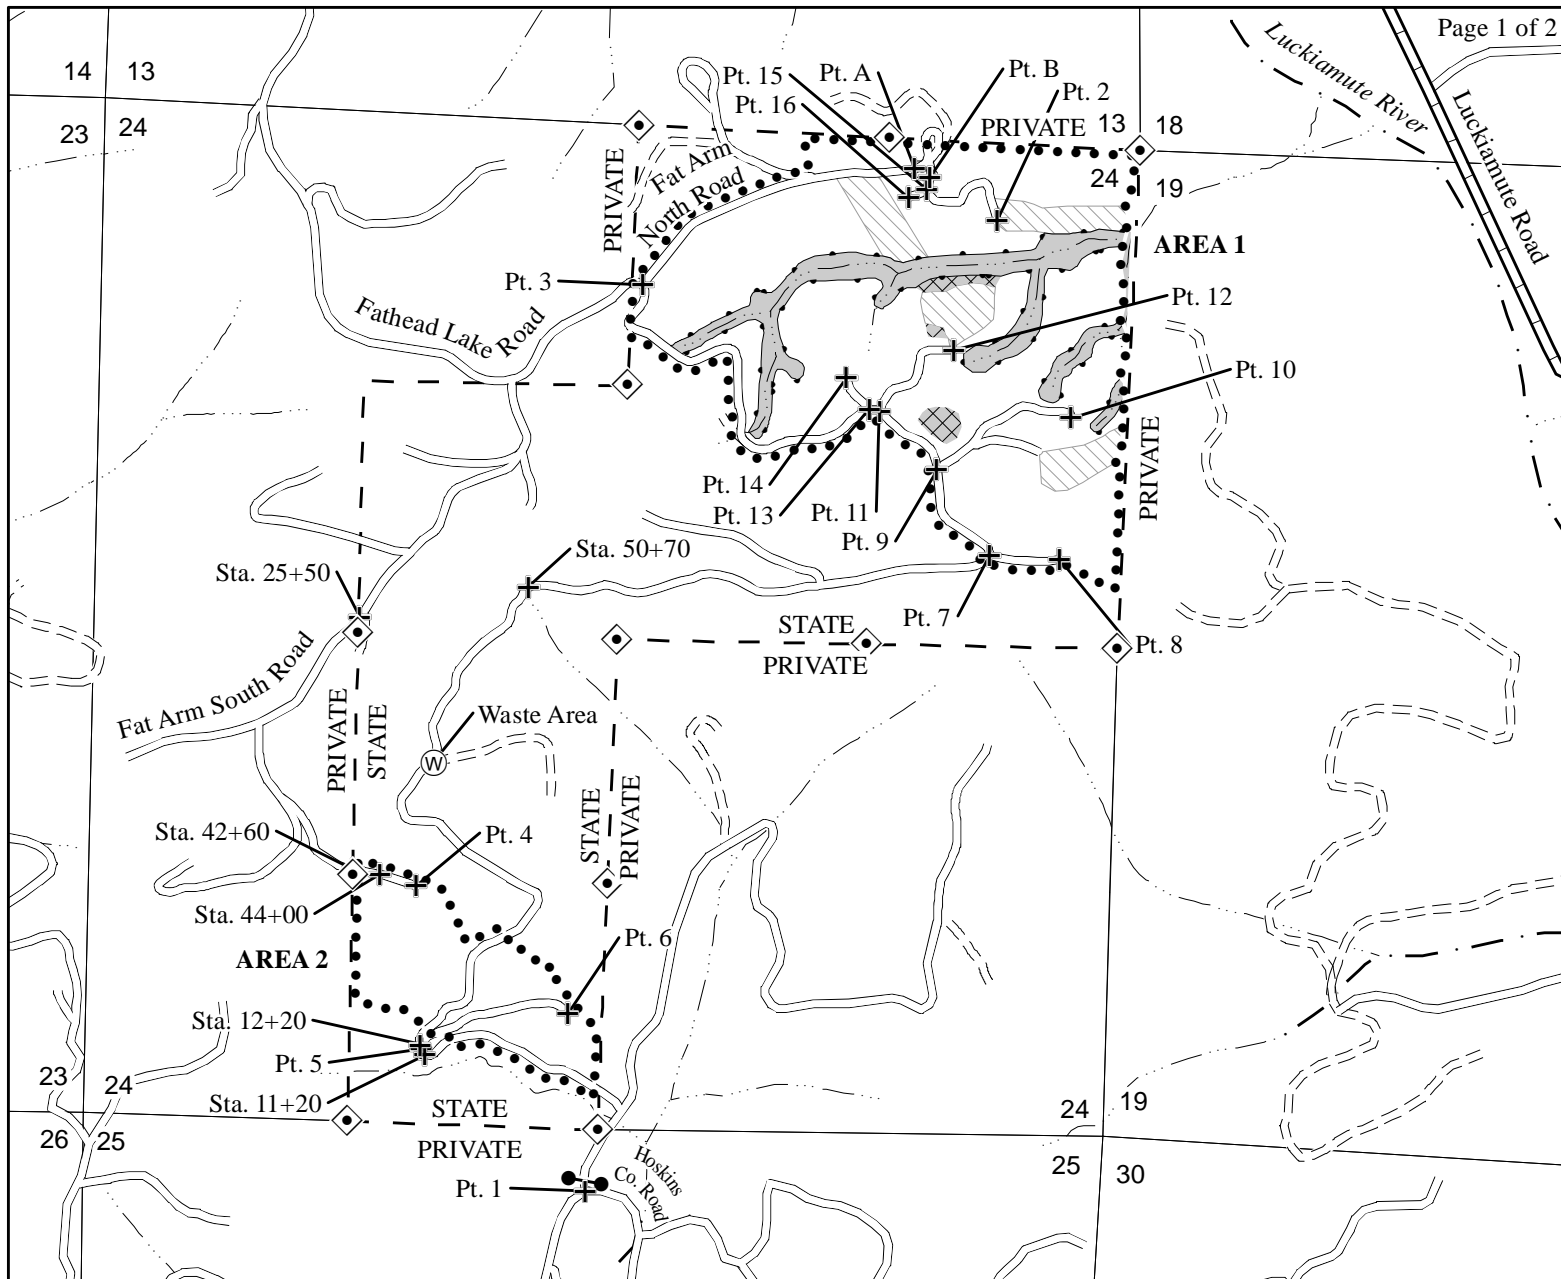 Page 1 of 2
Luckiamute River
Luckiamute Road
14 13
23 24
Pt. 15
Pt. A
Pt. B
Pt. 16
Pt. 2
PRIVATE
13 18
24 19
PRIVATE
Fat Arm
North Road
AREA 1
Pt. 3
Pt. 12
Fathead Lake Road
Pt. 10
PRIVATE
Pt. 14
Pt. 13
Pt. 11
Pt. 9
Sta. 50+70
Sta. 25+50
Pt. 7
STATE
PRIVATE
Pt. 8
Fat Arm South Road
PRIVATE
STATE
Waste Area
W
STATE
PRIVATE
Sta. 42+60
Pt. 4
Sta. 44+00
Pt. 6
AREA 2
Sta. 12+20
Pt. 5
Sta. 11+20
23 24
26 25
STATE
PRIVATE
24 19
25 30
Hoskins
Co. Road
Pt. 1